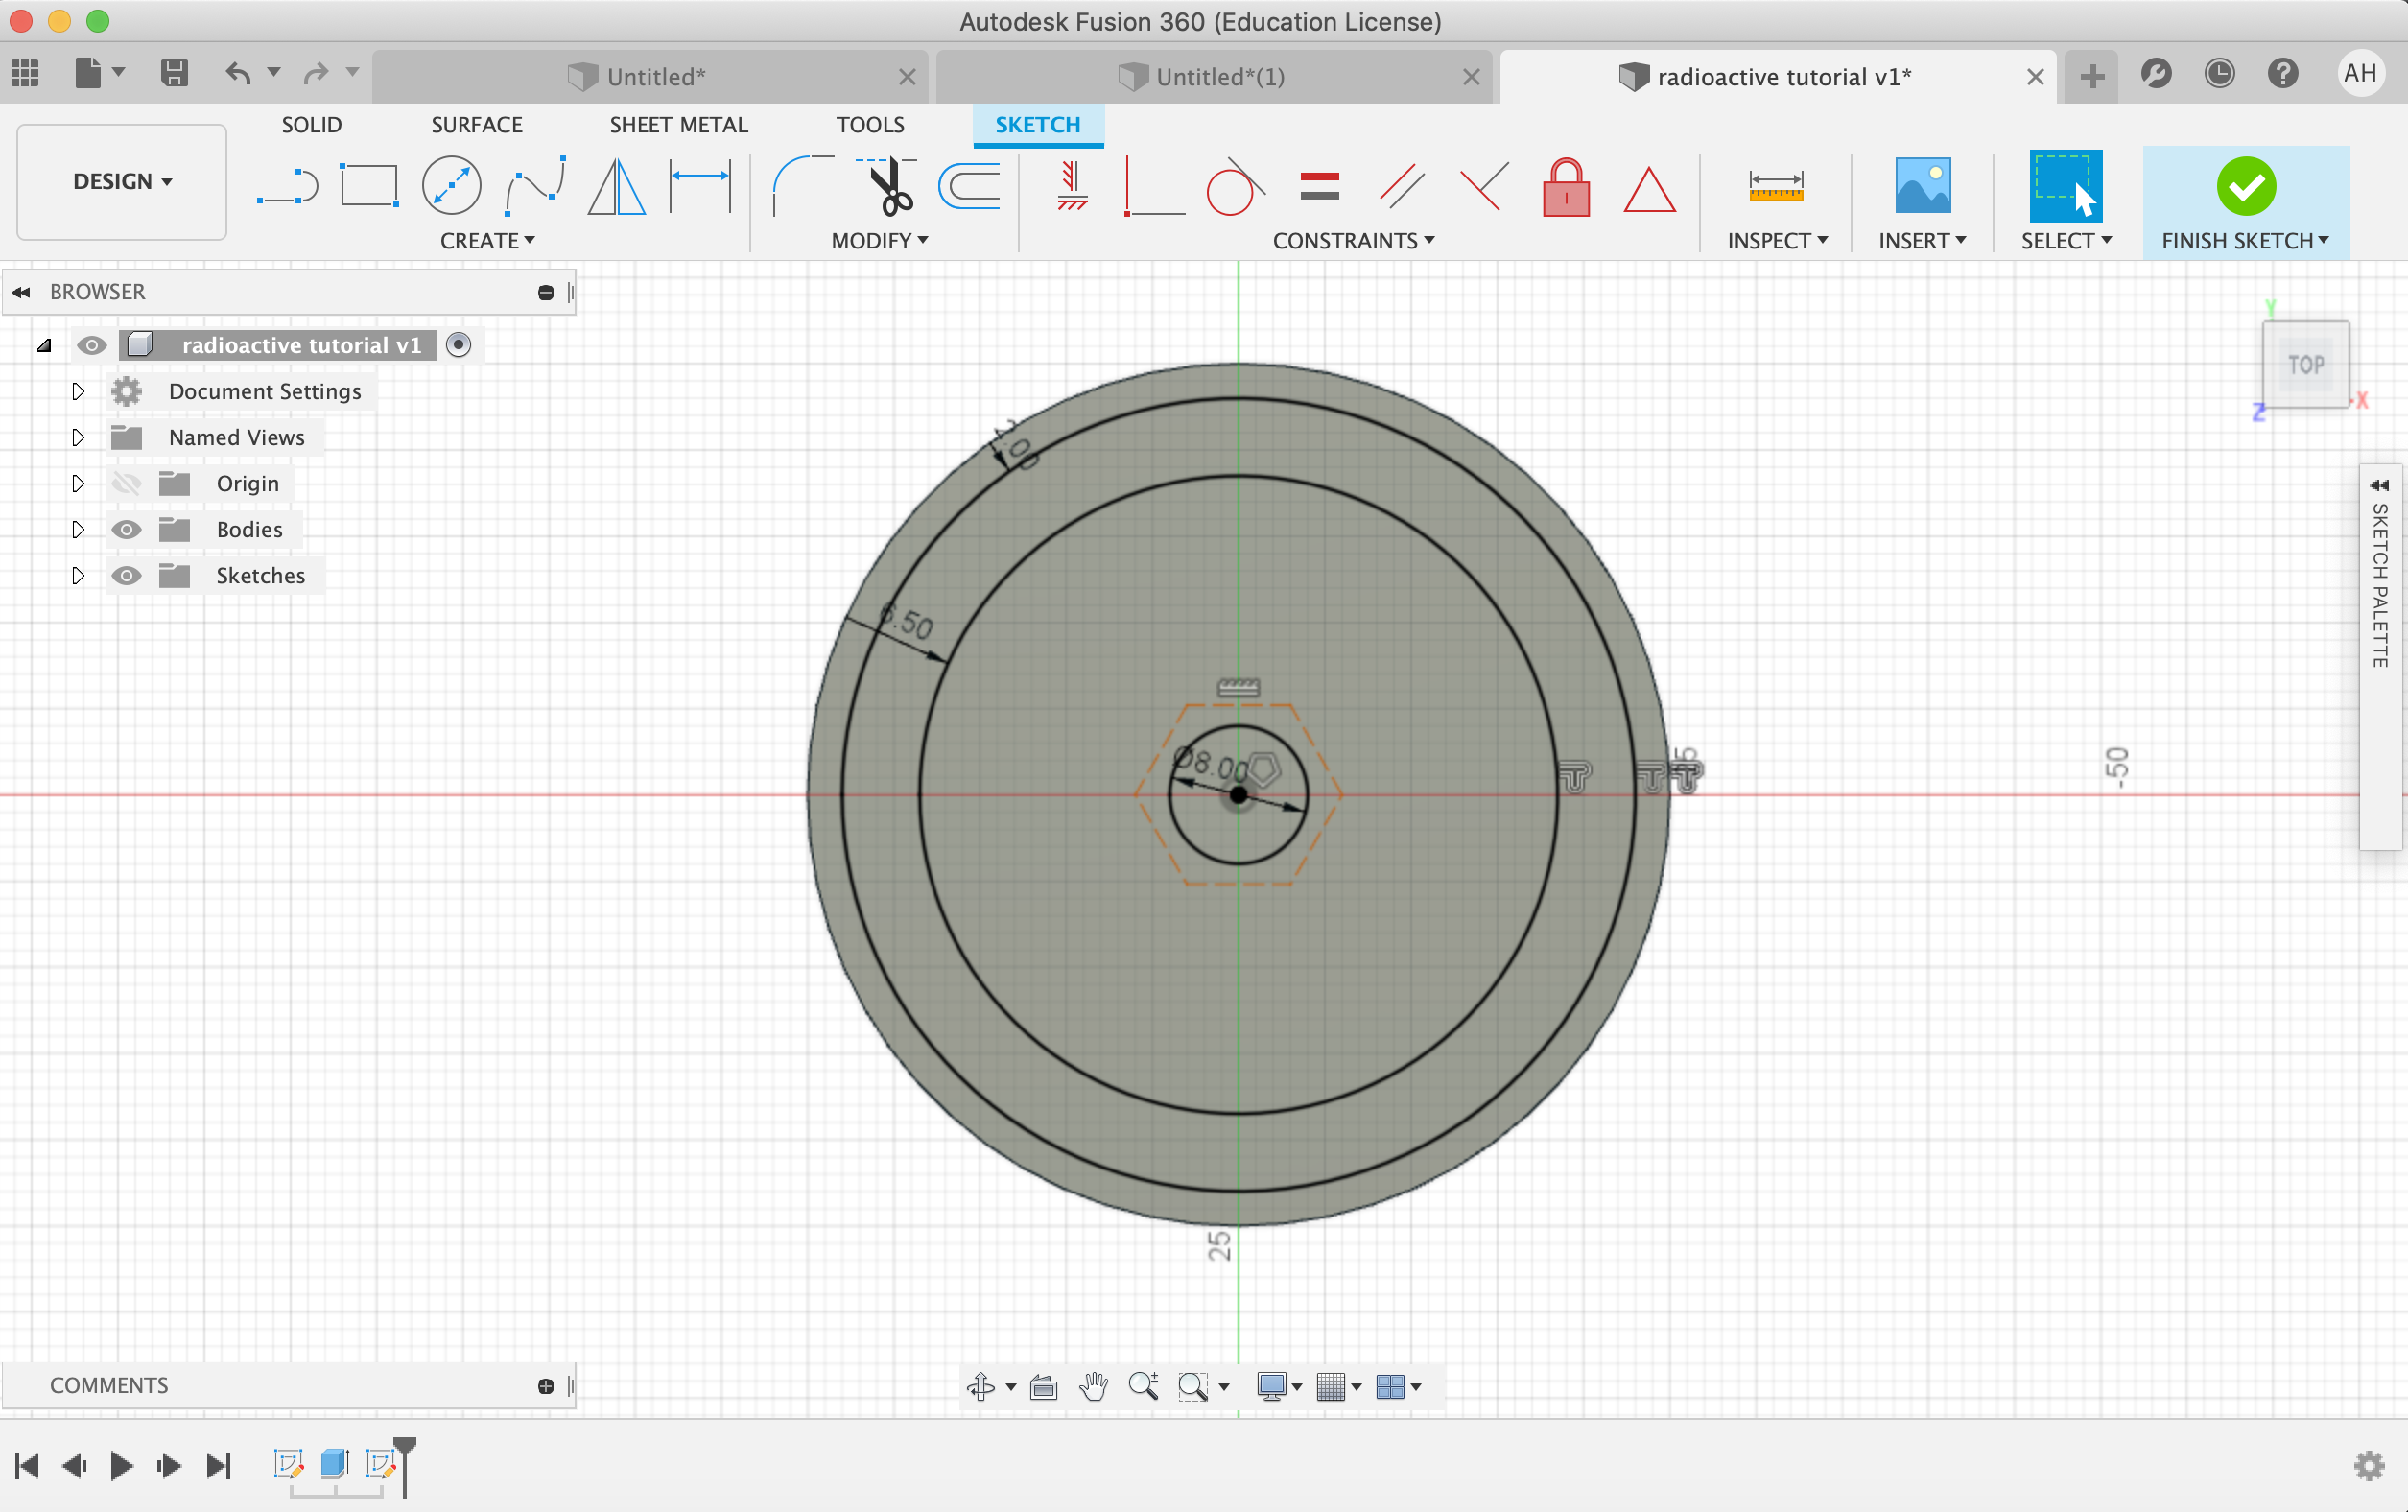 Autodesk Fusion 360 (Education License)
Untitled*
Untitled*(1)
radioactive tutorial v1*
AH
SOLID
SURFACE
SHEET METAL
TOOLS
SKETCH
DESIGN
CREATE
MODIFY
CONSTRAINTS
INSPECT
INSERT
SELECT
FINISH SKETCH
BROWSER
radioactive tutorial v1
Document Settings
Named Views
Origin
Bodies
Sketches
Y
TOP
X
Z
SKETCH PALETTE
2.00
6.50
Ø8.00
-50
25
COMMENTS